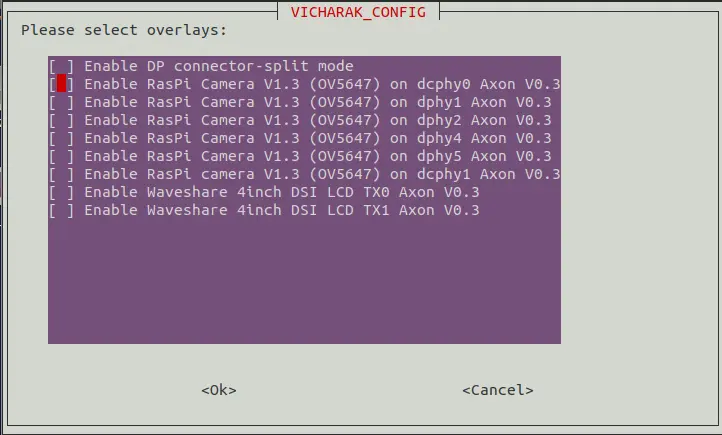 VICHARAK_CONFIG
Please select overlays:
[ ] Enable DP connector-split mode
[ ] Enable RasPi Camera V1.3 (OV5647) on dcphy0 Axon V0.3
[ ] Enable RasPi Camera V1.3 (OV5647) on dphy1 Axon V0.3
[ ] Enable RasPi Camera V1.3 (OV5647) on dphy2 Axon V0.3
[ ] Enable RasPi Camera V1.3 (OV5647) on dphy4 Axon V0.3
[ ] Enable RasPi Camera V1.3 (OV5647) on dphy5 Axon V0.3
[ ] Enable RasPi camera V1.3 (OV5647) on dcphy1 Axon V0.3
[ ] Enable Waveshare 4inch DSI LCD TX0 Axon V0.3
[ ] Enable Waveshare 4inch DSI LCD TX1 Axon V0.3
<Ok> <Cancel>